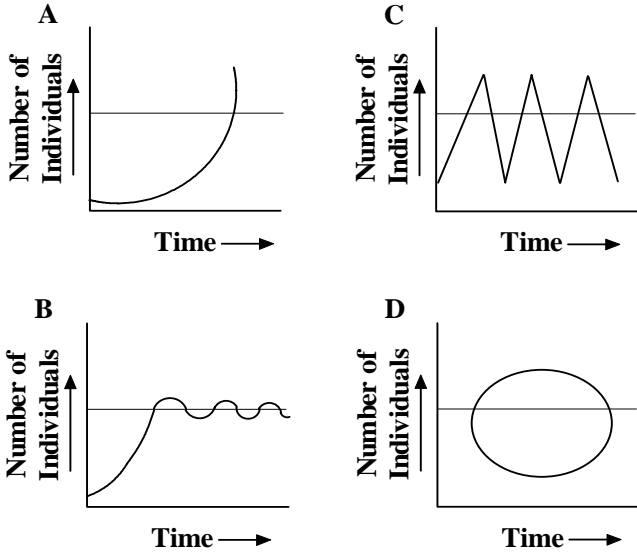 A
Number of
Individuals
Time
C
Number of
Individuals
Time
B
Number of
Individuals
Time
D
Number of
Individuals
Time